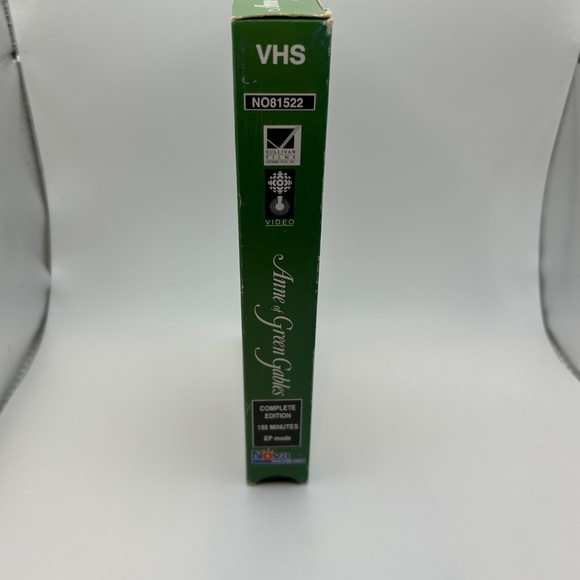 VHS
NO81522
SULLIVAN
FILMS
VIDEO
Anne of Green Gables
COMPLETE
EDITION
195 MINUTES
EP mode
Nova